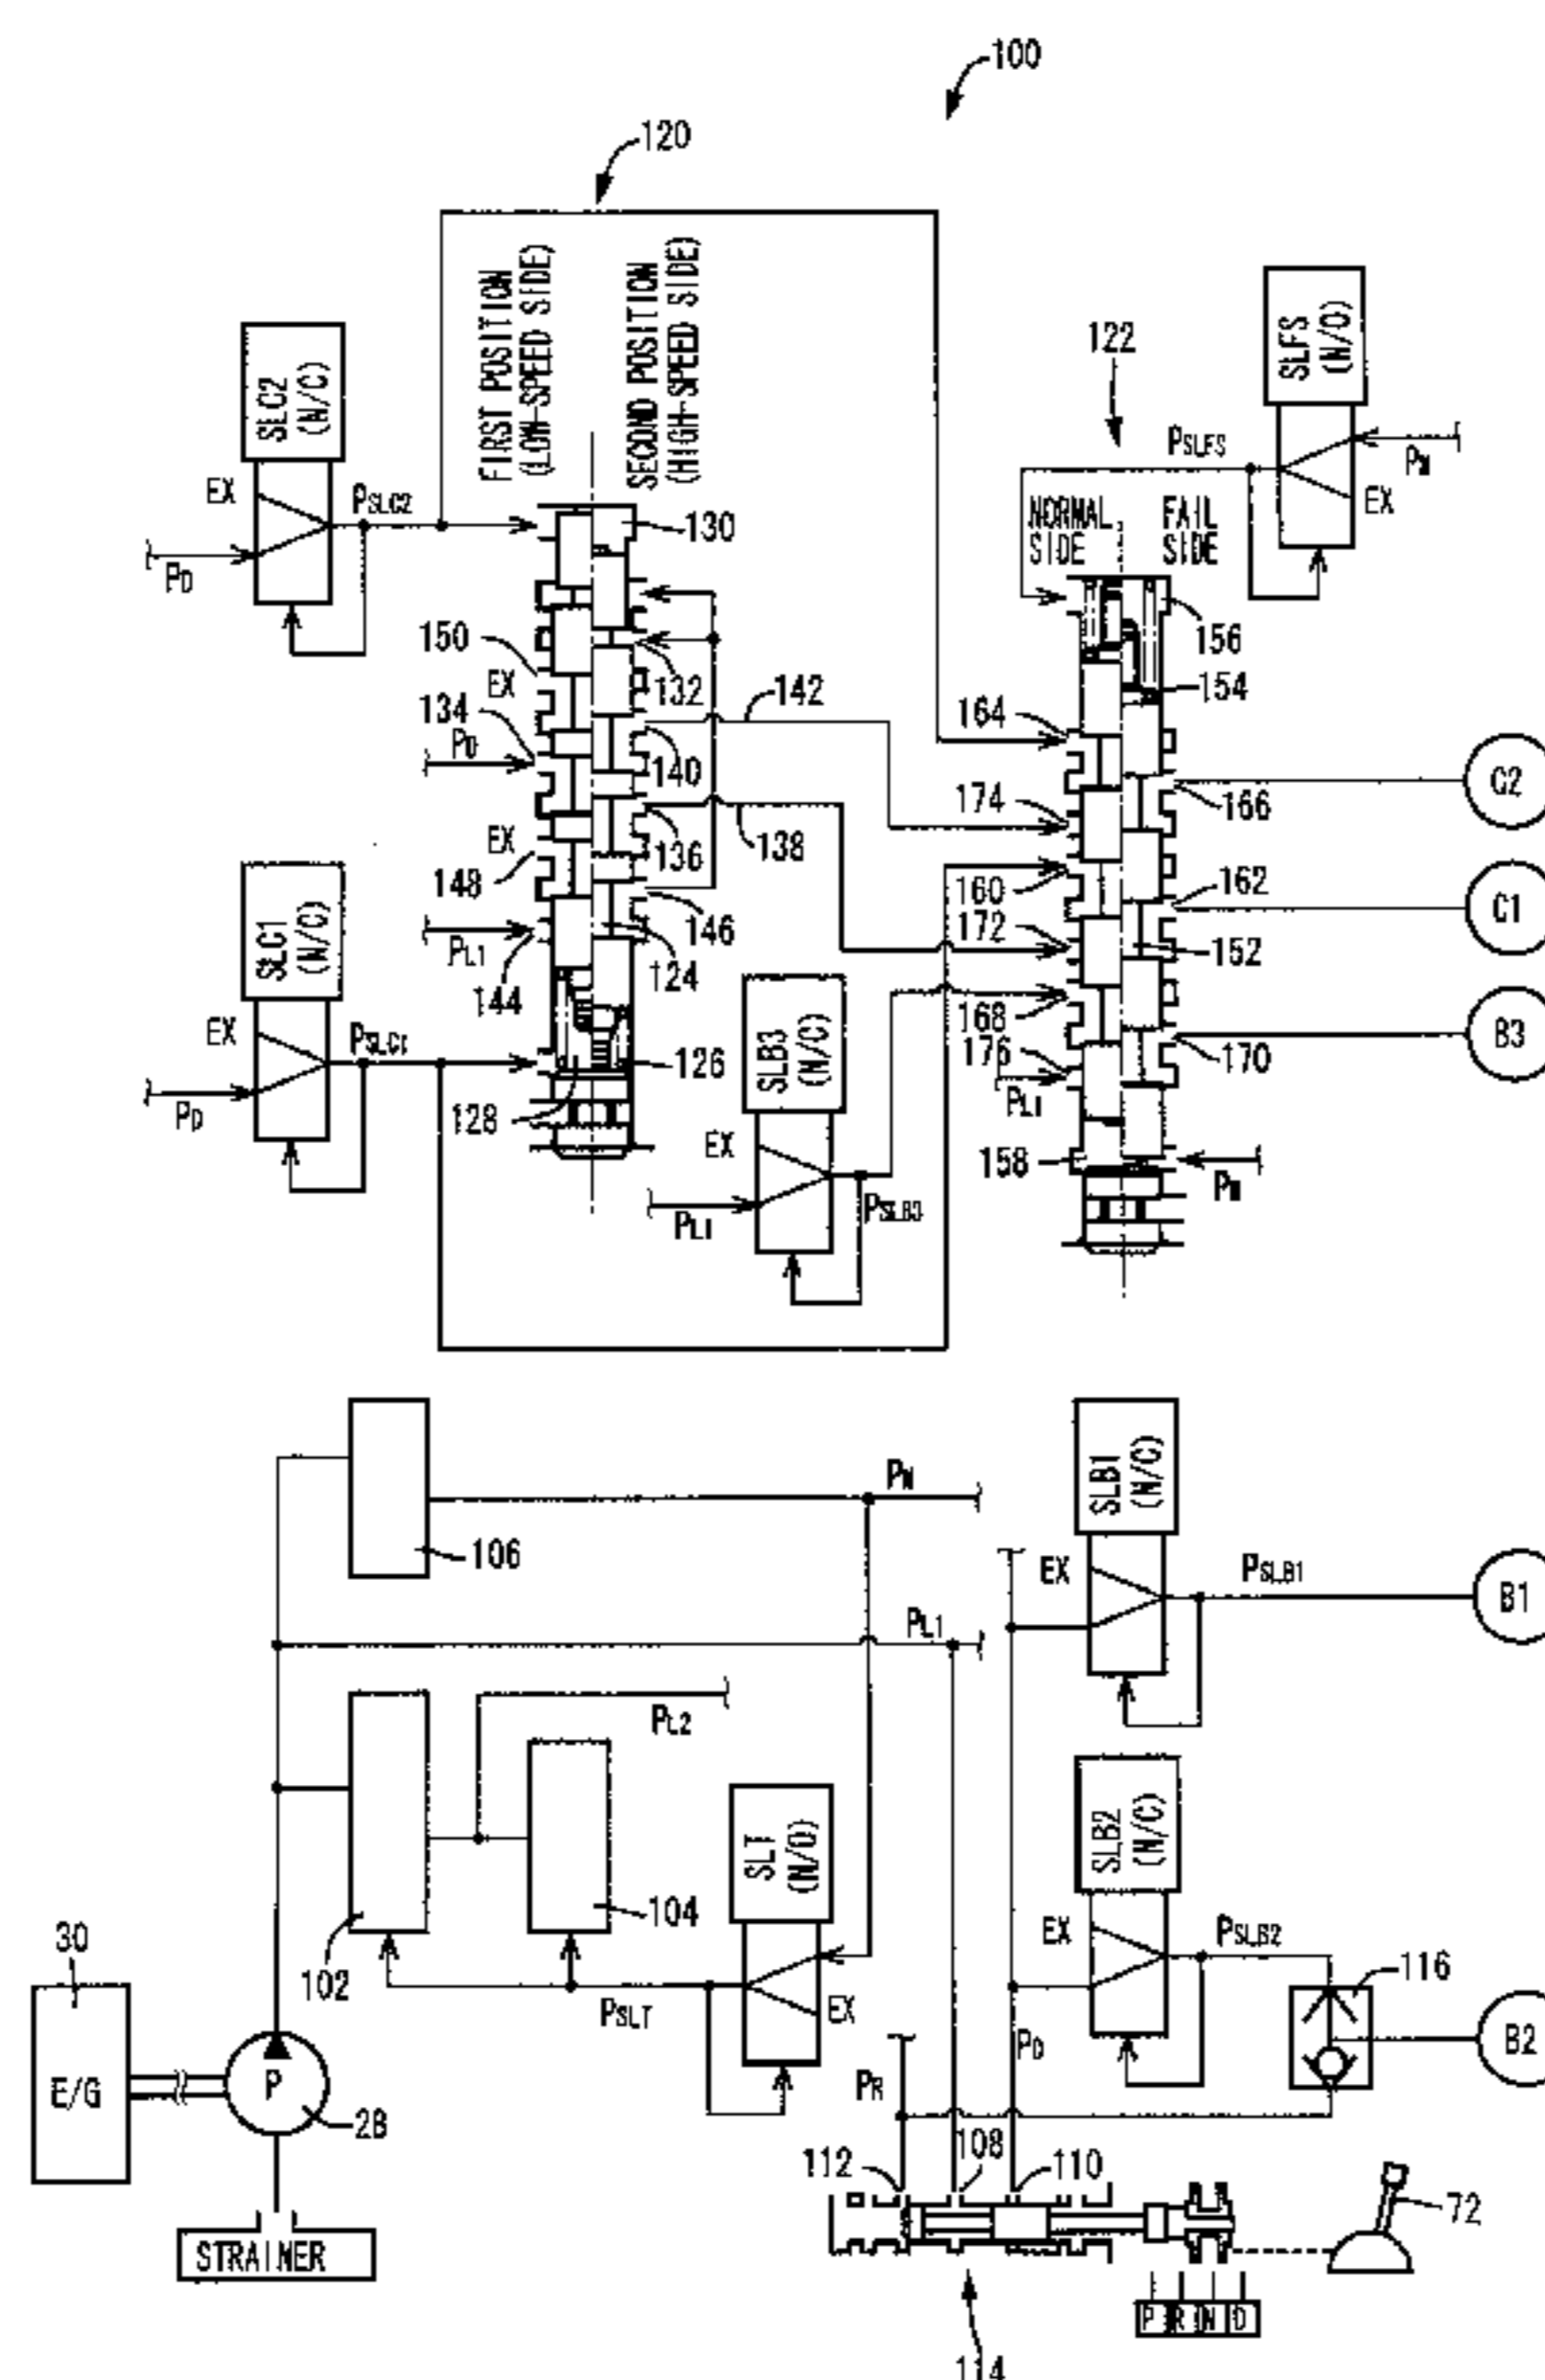 100
120
FIRST POSITION
(LOW-SPEED SIDE)
SECOND POSITION
(HIGH-SPEED SIDE)
SLC2
(N/C)
EX
PSLC2
PD
122
SLFS
(N/O)
PSLFS
PM
EX
NORMAL
SIDE
FAIL
SIDE
130
156
150
EX
132
142
154
134
PD
140
164
166
C2
174
EX
136
138
148
160
162
C1
SLC1
(N/C)
146
172
152
PL1
144
124
168
EX
PSLC1
SLB3
(N/C)
176
170
B3
126
PL1
PD
128
EX
158
PM
PL1
PSLB3
PM
SLB1
(N/C)
106
EX
PSLB1
B1
PL1
PL2
SLT
(N/O)
SLB2
(N/C)
104
30
102
EX
PSLB2
116
PSLT
EX
PD
B2
E/G
P
28
PR
112
108
110
72
STRAINER
P R N D
114